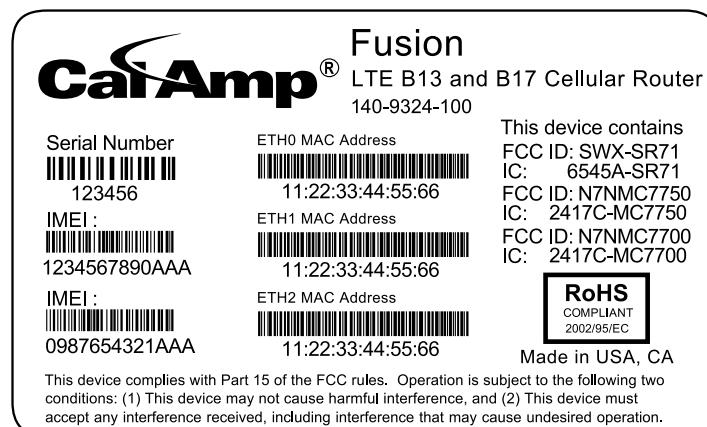 CalAmp®
Fusion
LTE B13 and B17 Cellular Router
140-9324-100
Serial Number
123456
IMEI :
1234567890AAA
IMEI :
0987654321AAA
ETH0 MAC Address
11:22:33:44:55:66
ETH1 MAC Address
11:22:33:44:55:66
ETH2 MAC Address
11:22:33:44:55:66
This device contains
FCC ID: SWX-SR71
IC: 6545A-SR71
FCC ID: N7NMC7750
IC: 2417C-MC7750
FCC ID: N7NMC7700
IC: 2417C-MC7700
RoHS
COMPLIANT
2002/95/EC
Made in USA, CA
This device complies with Part 15 of the FCC rules. Operation is subject to the following two
conditions: (1) This device may not cause harmful interference, and (2) This device must
accept any interference received, including interference that may cause undesired operation.